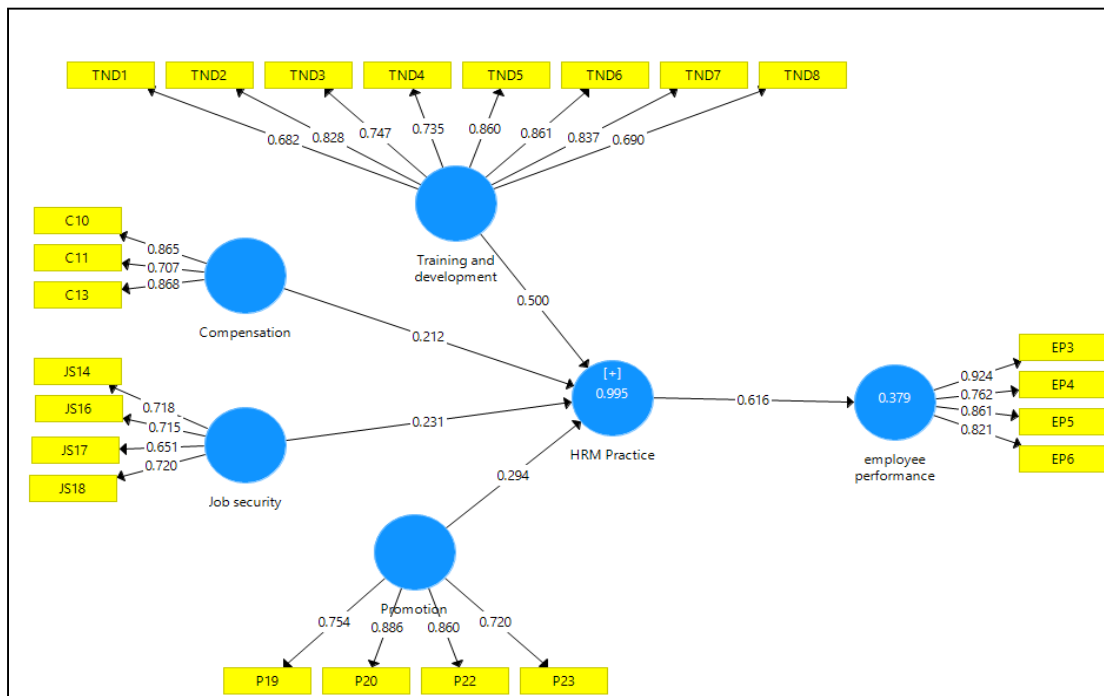 TND1 TND2 TND3 TND4 TND5 TND6 TND7 TND8
0.682 0.828 0.747 0.735 0.860 0.861 0.837 0.690
Training and
development
C10
C11
C13
0.865
0.707
0.868
Compensation
JS14
JS16
JS17
JS18
0.718
0.715
0.651
0.720
Job security
0.500
0.212
0.231
0.294
[+]
0.995
HRM Practice
0.616
0.379
employee
performance
0.924
0.762
0.861
0.821
EP3
EP4
EP5
EP6
Promotion
0.754 0.886 0.860 0.720
P19 P20 P22 P23